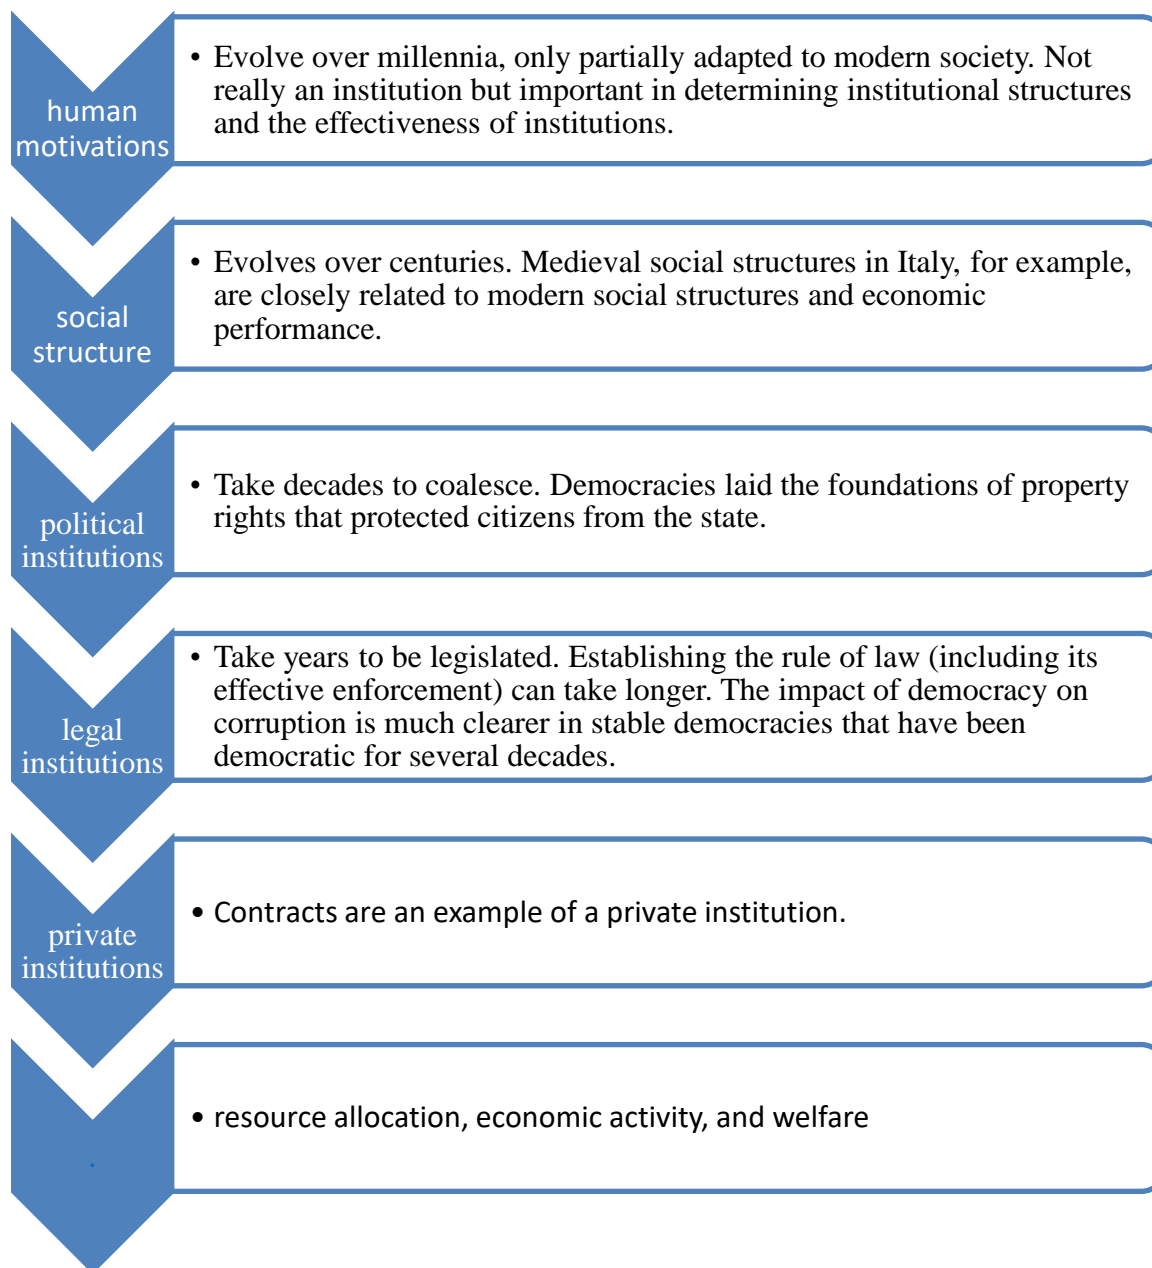 human
motivations
• Evolve over millennia, only partially adapted to modern society. Not
really an institution but important in determining institutional structures
and the effectiveness of institutions.
social
structure
• Evolves over centuries. Medieval social structures in Italy, for example,
are closely related to modern social structures and economic
performance.
political
institutions
• Take decades to coalesce. Democracies laid the foundations of property
rights that protected citizens from the state.
legal
institutions
• Take years to be legislated. Establishing the rule of law (including its
effective enforcement) can take longer. The impact of democracy on
corruption is much clearer in stable democracies that have been
democratic for several decades.
private
institutions
• Contracts are an example of a private institution.
.
• resource allocation, economic activity, and welfare